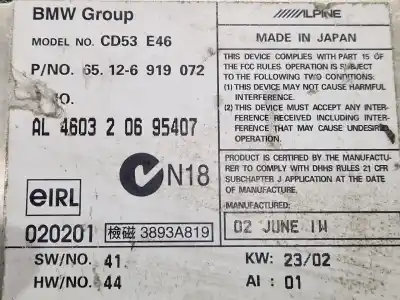 BMW Group
ALPINE
MODEL NO. CD53 E46
MADE IN JAPAN
P/NO. 65. 12-6 919 072
THIS DEVICE COMPLIES WITH PART 15 OF
THE FCC RULES. OPERATION IS SUBJECT
TO THE FOLLOWING TWO CONDITIONS:
(1) THIS DEVICE MAY NOT CAUSE HARMFUL
INTERFERENCE.
(2) THIS DEVICE MUST ACCEPT ANY INTER-
FERENCE RECEIVED INCLUDING INTER-
FERENCE THAT MAY CAUSE UNDESIRED
OPERATION.
NO.
AL 4603 2 06 95407
N18
PRODUCT IS CERTIFIED BY THE MANUFACTU-
RER TO COMPLY WITH DHHS RULES 21 CFR
SUBCHAPTER J APPLICATION AT THE DATE
OF MANUFACTURE.
eIRL
MANUFACTURED:
020201
檢磁 3893A819
02 JUNE 1W
SW/NO. 41
KW: 23/02
HW/NO. 44
AI : 01